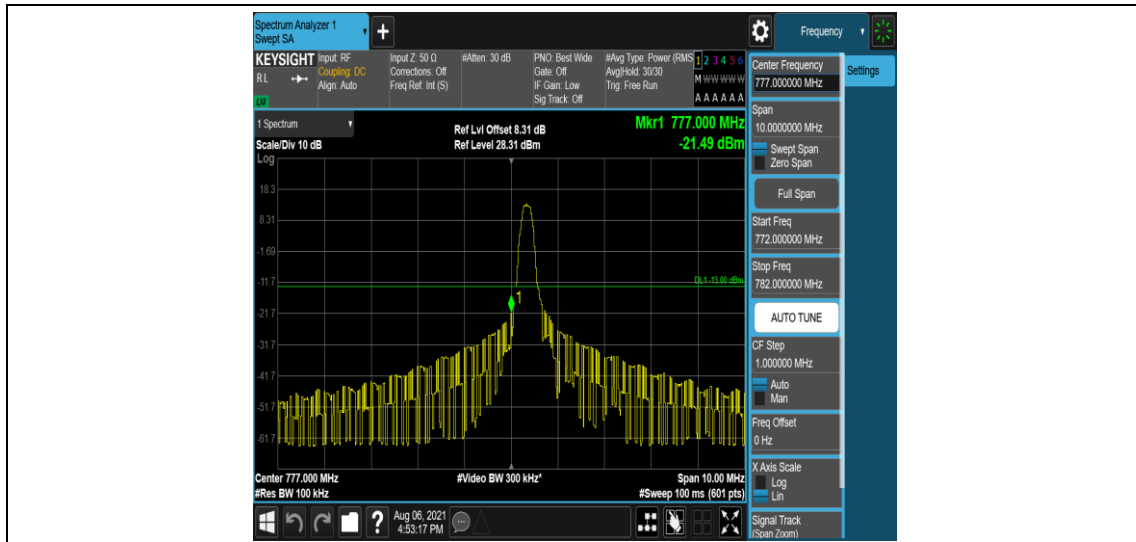 Spectrum Analyzer 1
Swept SA
+
Frequency
KEYSIGHT
RL
Input: RF
Coupling: DC
Align: Auto
Input Z: 50 Ω
Corrections: Off
Freq Ref: Int (S)
#Atten: 30 dB
PNO: Best Wide
Gate: Off
IF Gain: Low
Sig Track: Off
#Avg Type: Power (RMS
Avg|Hold: 30/30
Trig: Free Run
1 2 3 4 5 6
M W W W W W
A A A A A A
Center Frequency
777.000000 MHz
Settings
Span
10.0000000 MHz
Swept Span
Zero Span
Full Span
Start Freq
772.000000 MHz
Stop Freq
782.000000 MHz
AUTO TUNE
CF Step
1.000000 MHz
Auto
Man
Freq Offset
0 Hz
X Axis Scale
Log
Lin
Signal Track
(Span Zoom)
1 Spectrum
Scale/Div 10 dB
Log
Ref Lvl Offset 8.31 dB
Ref Level 28.31 dBm
Mkr1 777.000 MHz
-21.49 dBm
18.3
8.31
-1.69
-11.7
DL1 -13.00 dBm
1
-21.7
-31.7
-41.7
-51.7
-61.7
Center 777.000 MHz
#Res BW 100 kHz
#Video BW 300 kHz*
Span 10.00 MHz
#Sweep 100 ms (601 pts)
?
Aug 06, 2021
4:53:17 PM